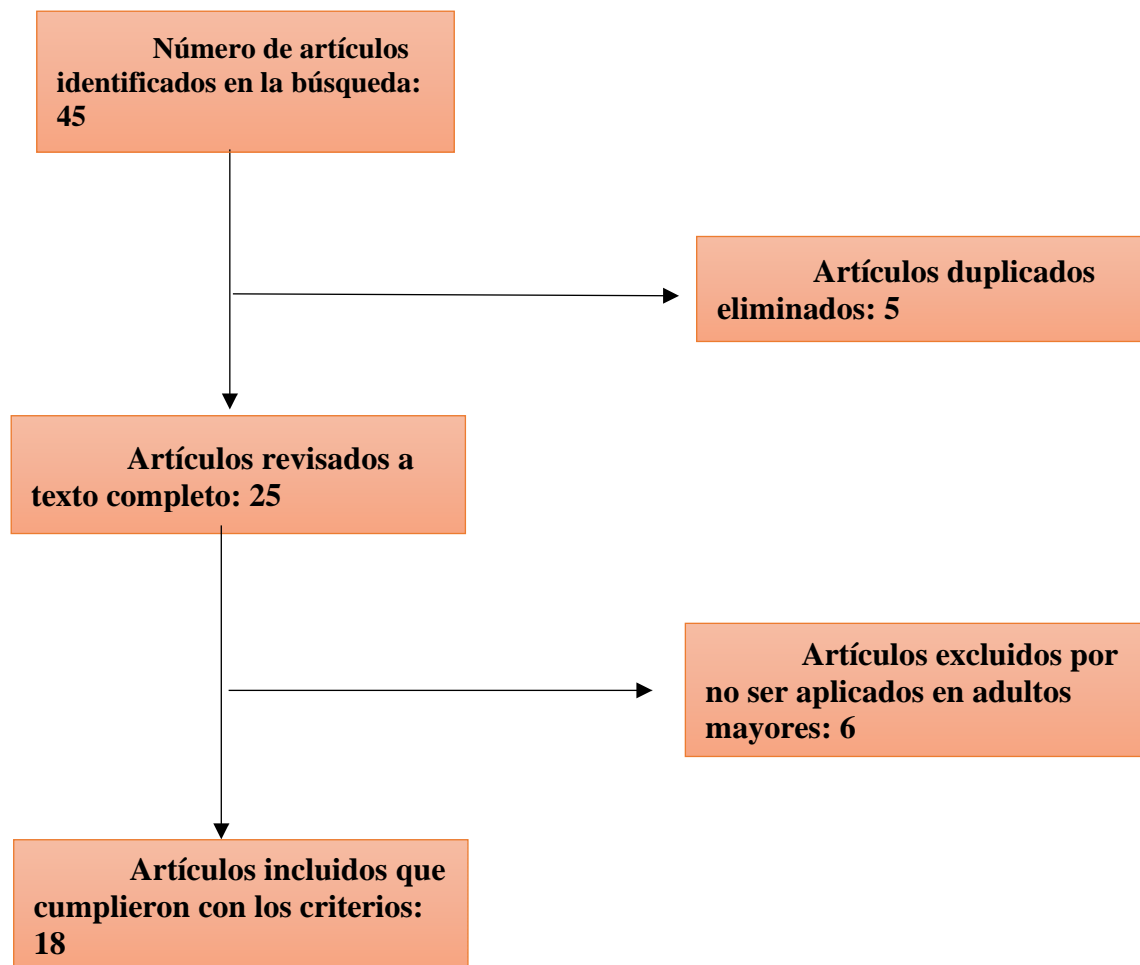 Número de artículos
identificados en la búsqueda:
45
Artículos duplicados
eliminados: 5
Artículos revisados a
texto completo: 25
Artículos excluidos por
no ser aplicados en adultos
mayores: 6
Artículos incluidos que
cumplieron con los criterios:
18